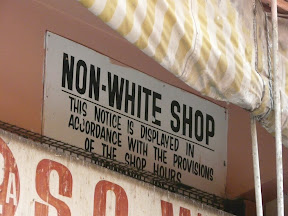 NON-WHITE SHOP
THIS NOTICE IS DISPLAYED IN
ACCORDANCE WITH THE PROVISIONS
OF THE SHOP HOURS